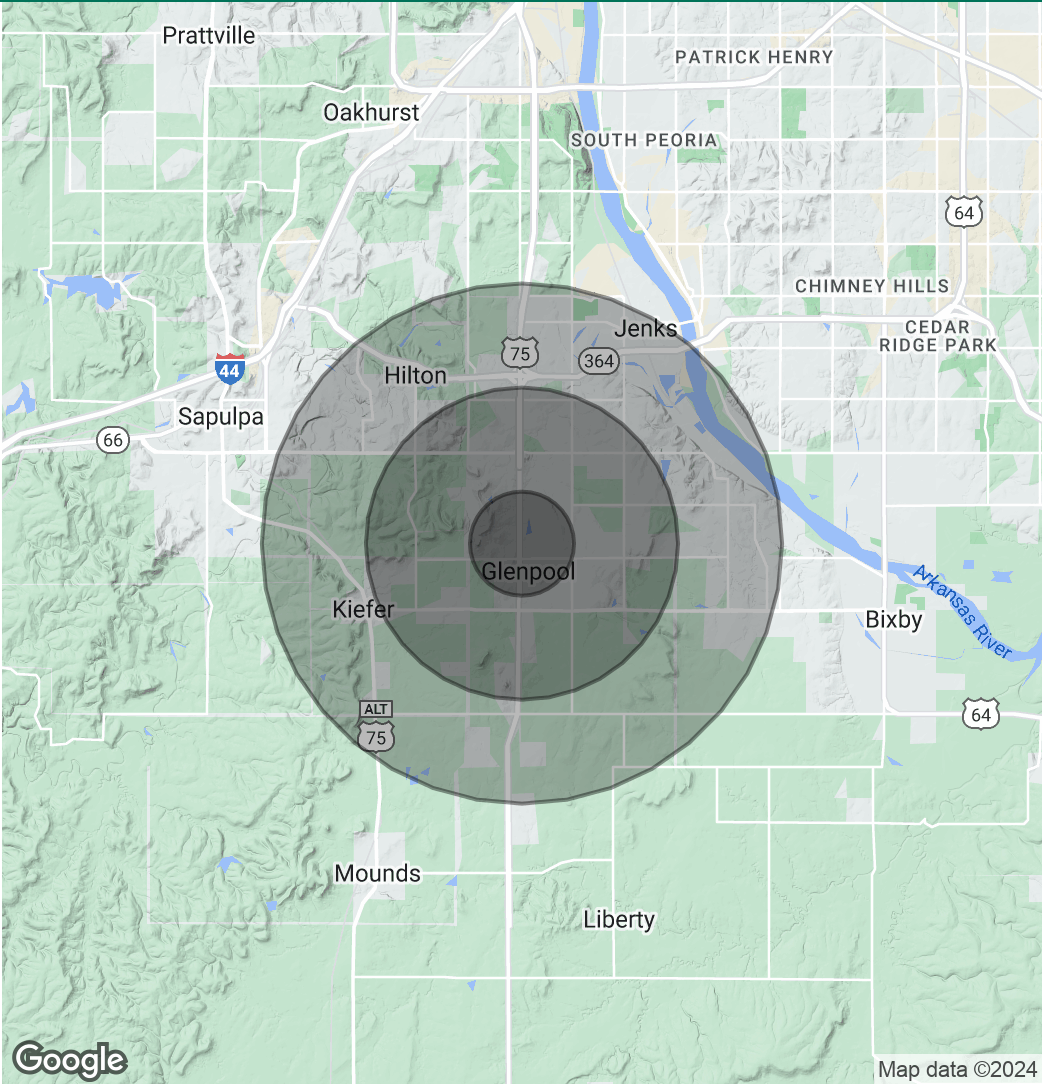 Prattville
PATRICK HENRY
Oakhurst
SOUTH PEORIA
64
CHIMNEY HILLS
Jenks
CEDAR
RIDGE PARK
75
364
44
Hilton
Sapulpa
66
Glenpool
Kiefer
Arkansas River
Bixby
ALT
75
64
Mounds
Liberty
Google
Map data ©2024